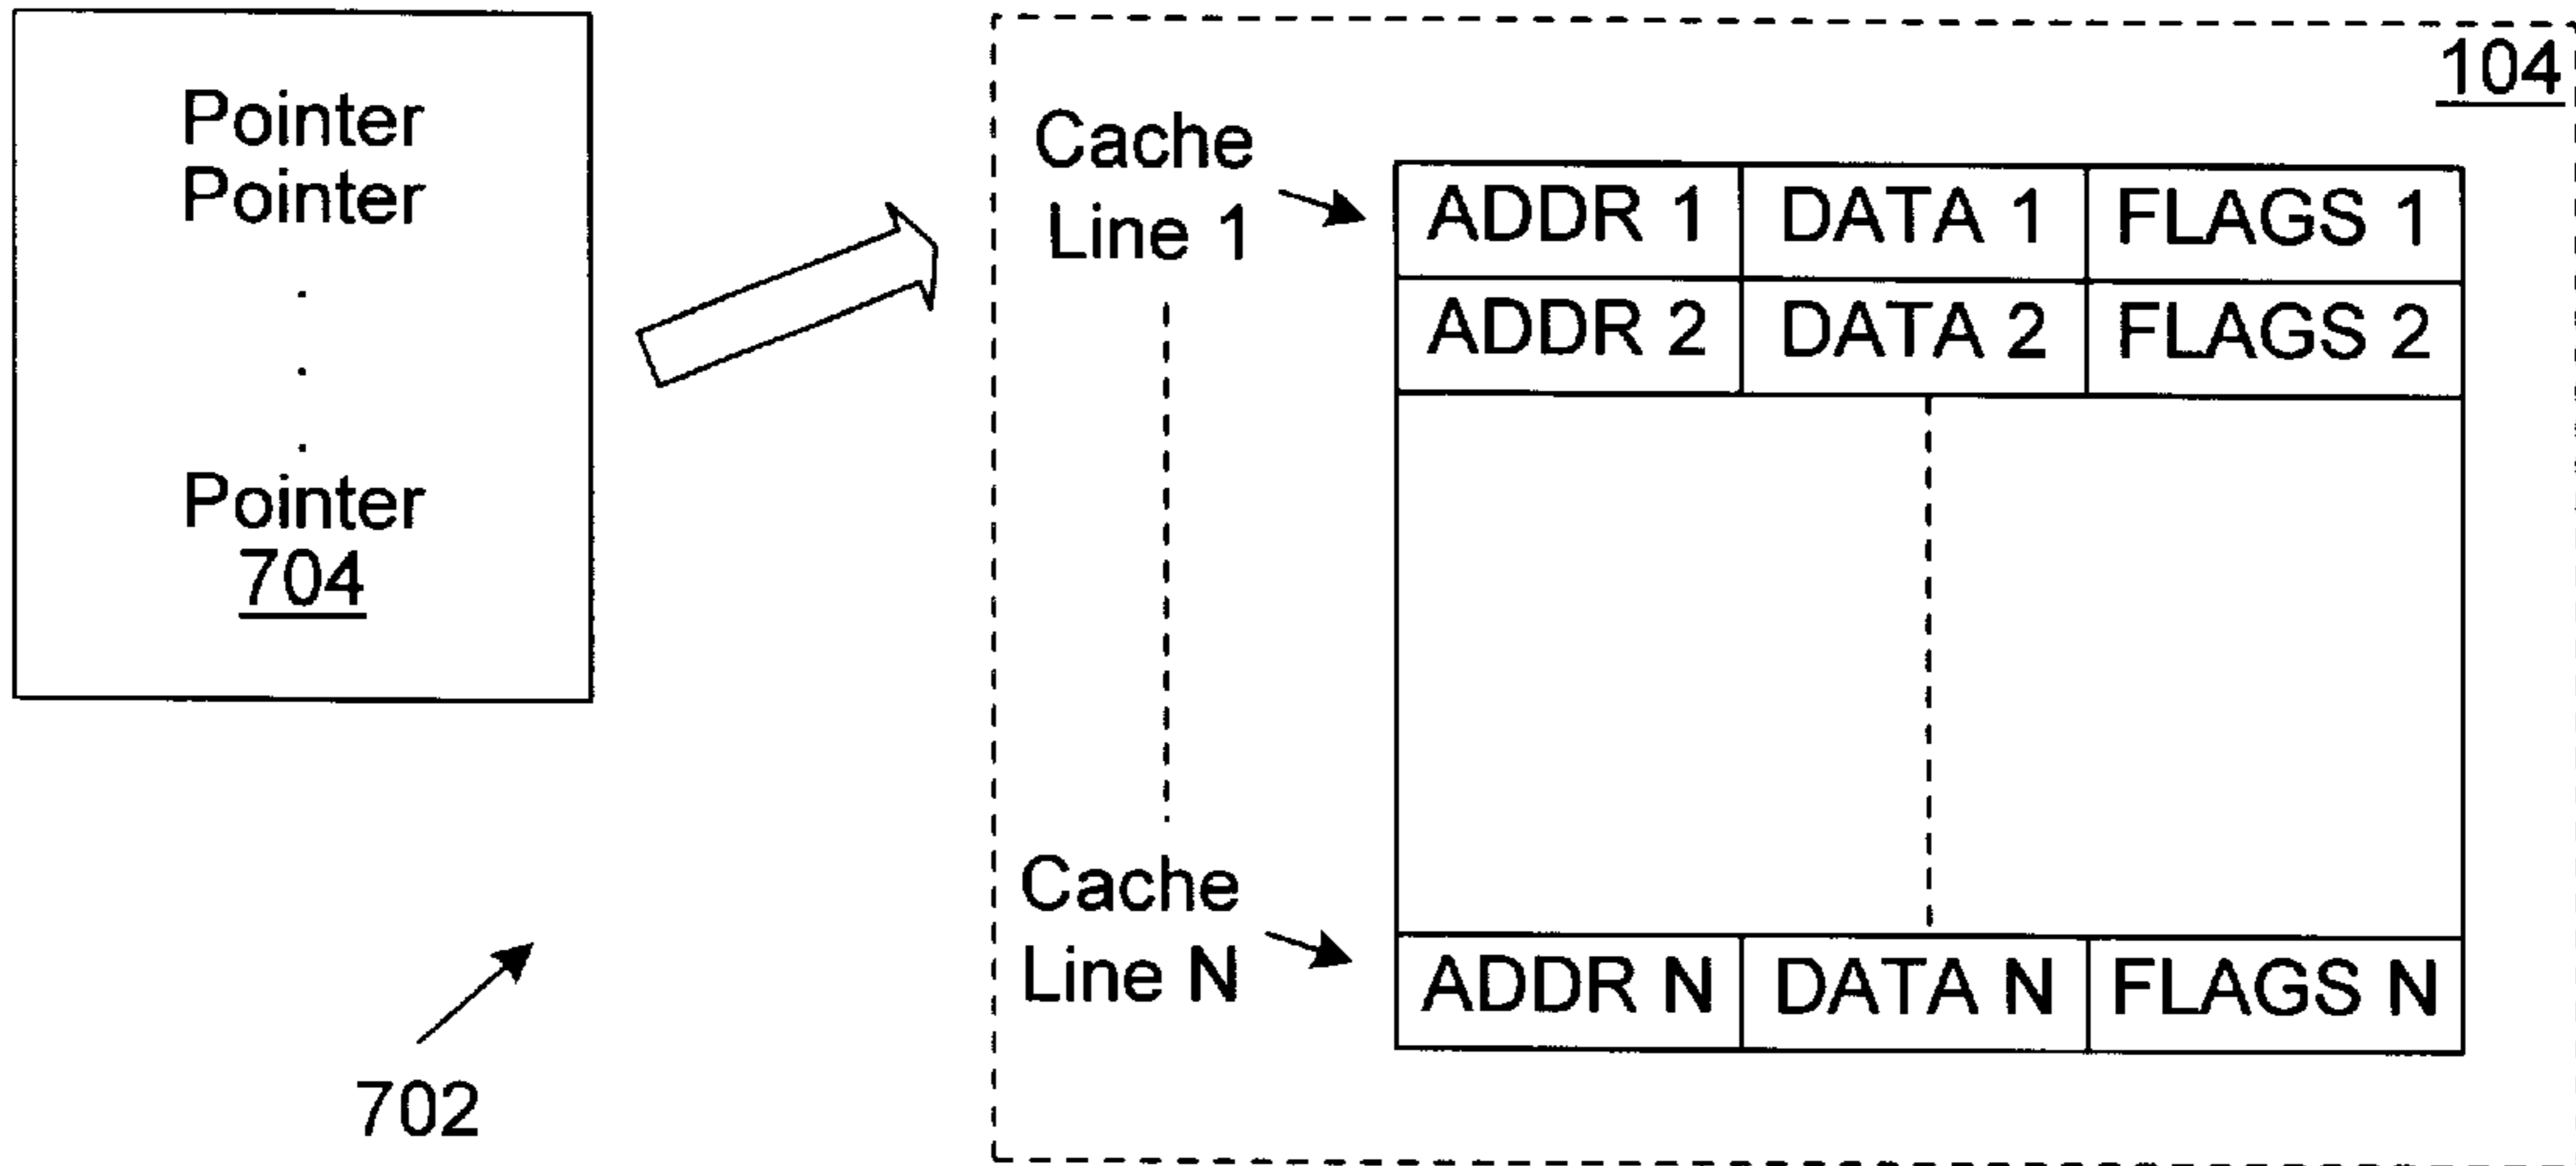 Pointer
Pointer
.
.
.
Pointer
704
702
104
Cache
Line 1
ADDR 1 DATA 1 FLAGS 1
ADDR 2 DATA 2 FLAGS 2
Cache
Line N
ADDR N DATA N FLAGS N